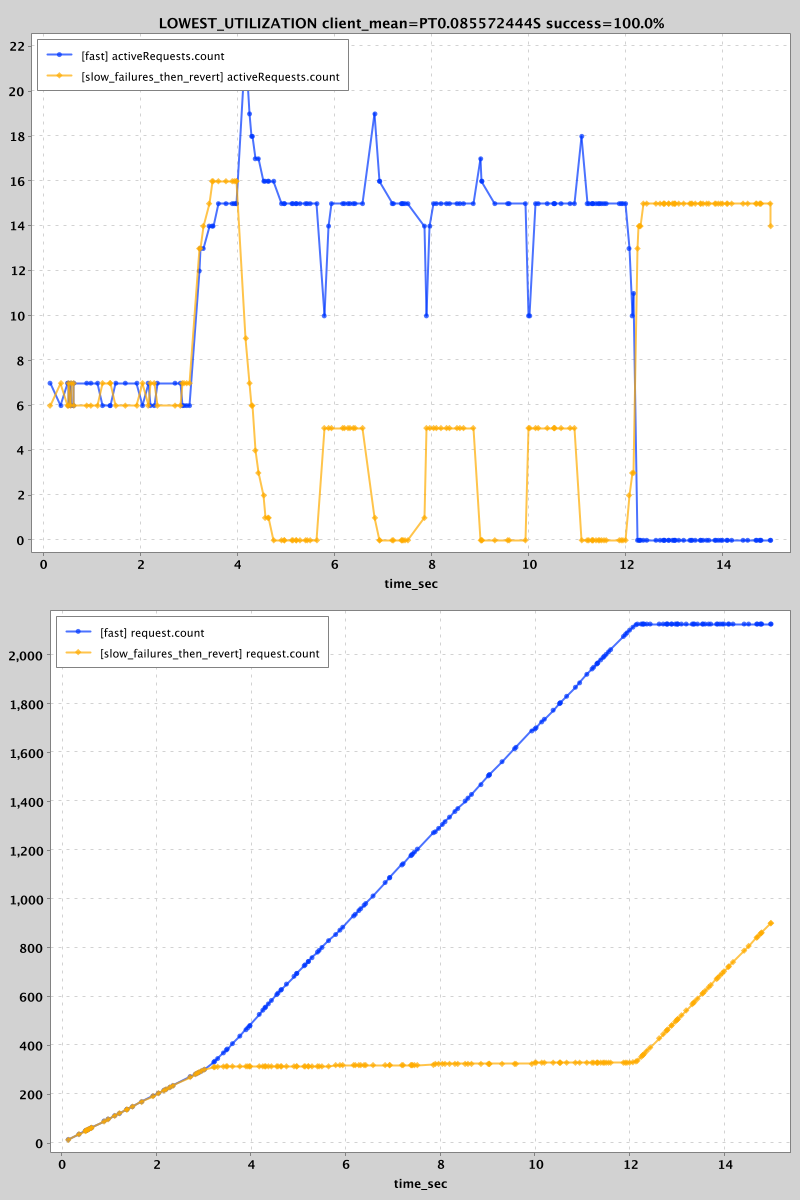 LOWEST_UTILIZATION client_mean=PT0.085572444S success=100.0%
[fast] activeRequests.count
[slow_failures_then_revert] activeRequests.count
22
20
18
16
14
12
10
8
6
4
2
0
0 2 4 6 8 10 12 14
time_sec
[fast] request.count
[slow_failures_then_revert] request.count
2,000
1,800
1,600
1,400
1,200
1,000
800
600
400
200
0
0 2 4 6 8 10 12 14
time_sec